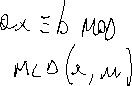 ax ≡ b MOD
MCD(a, m)